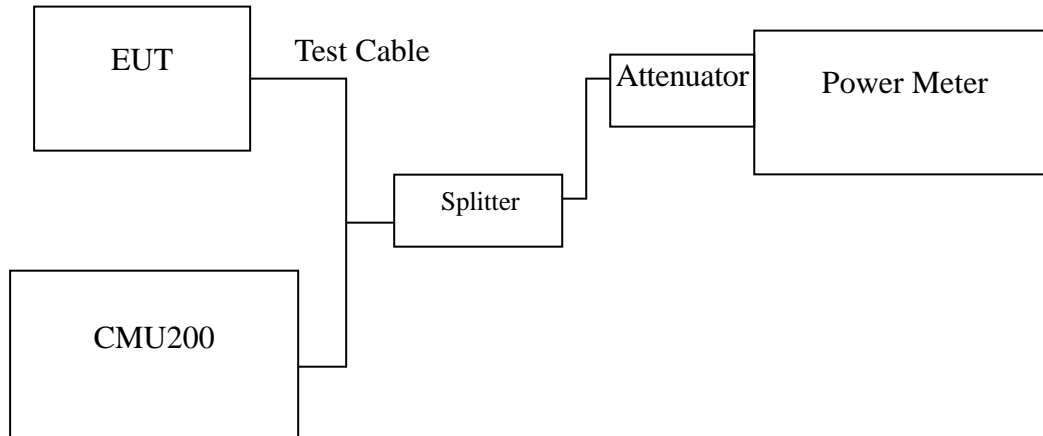 EUT
Test Cable
Attenuator
Power Meter
Splitter
CMU200